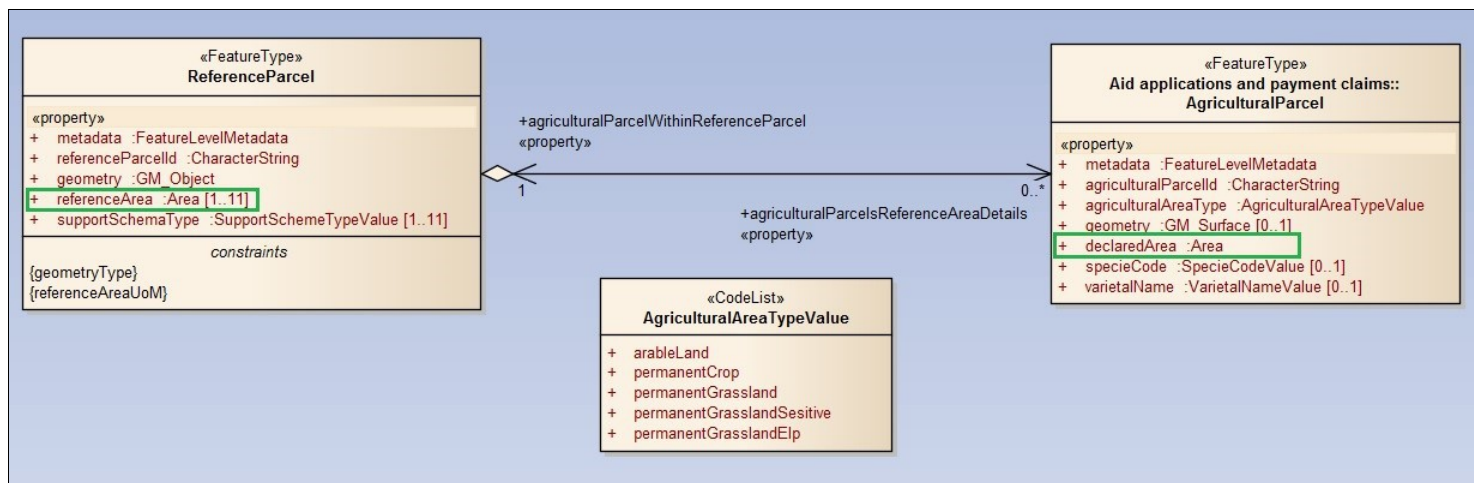 «FeatureType»
ReferenceParcel
«property»
+ metadata :FeatureLevelMetadata
+ referenceParcelId :CharacterString
+ geometry :GM_Object
+ referenceArea :Area [1..11]
+ supportSchemaType :SupportSchemeTypeValue [1..11]
constraints
{geometryType}
{referenceAreaUoM}
+agriculturalParcelWithinReferenceParcel
«property»
1
0..*
+agriculturalParcelsReferenceAreaDetails
«property»
«FeatureType»
Aid applications and payment claims::
AgriculturalParcel
«property»
+ metadata :FeatureLevelMetadata
+ agriculturalParcelId :CharacterString
+ agriculturalAreaType :AgriculturalAreaTypeValue
+ geometry :GM_Surface [0..1]
+ declaredArea :Area
+ specieCode :SpecieCodeValue [0..1]
+ varietalName :VarietalNameValue [0..1]
«CodeList»
AgriculturalAreaTypeValue
+ arableLand
+ permanentCrop
+ permanentGrassland
+ permanentGrasslandSesitive
+ permanentGrasslandElp